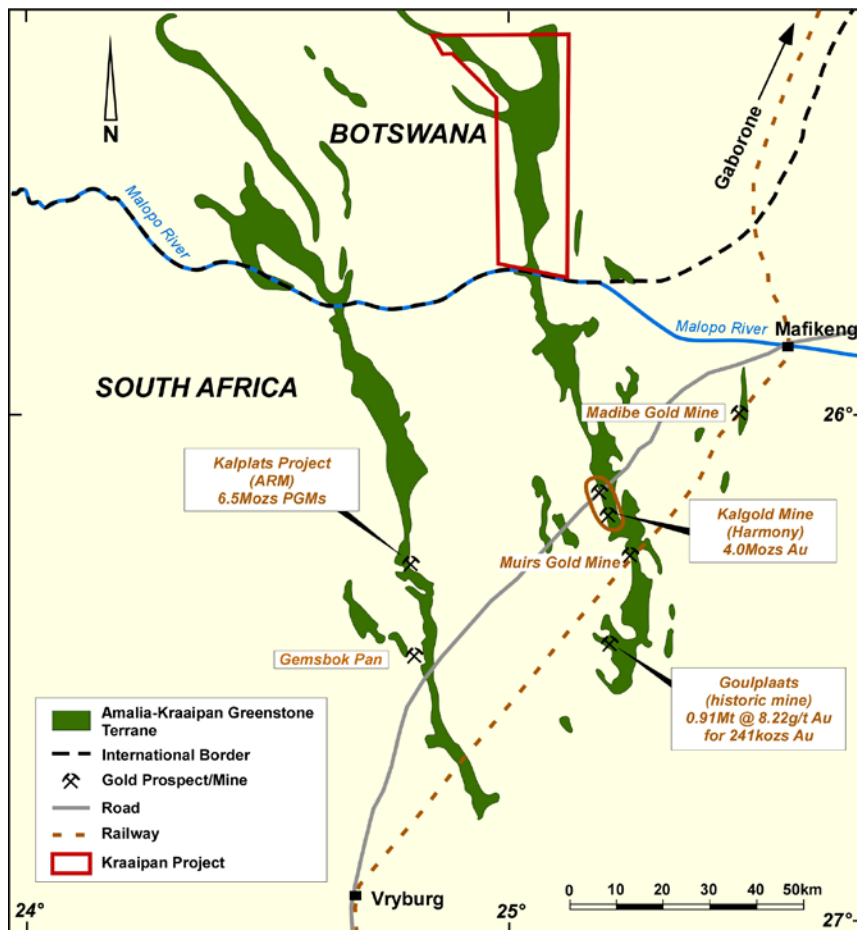 N
BOTSWANA
Gaborone
Malopo
River
Malopo River
Mafikeng
SOUTH AFRICA
26°
Madibe Gold Mine
Kalplats Project
(ARM)
6.5Mozs PGMs
Kalgold Mine
(Harmony)
4.0Mozs Au
Muirs Gold Mine
Gemsbok Pan
Goulplaats
(historic mine)
0.91Mt @ 8.22g/t Au
for 241kozs Au
Amalia-Kraaipan Greenstone
Terrane
International Border
Gold Prospect/Mine
Road
Railway
Kraaipan Project
Vryburg
0 10 20 30 40 50km
24°
25°
27°